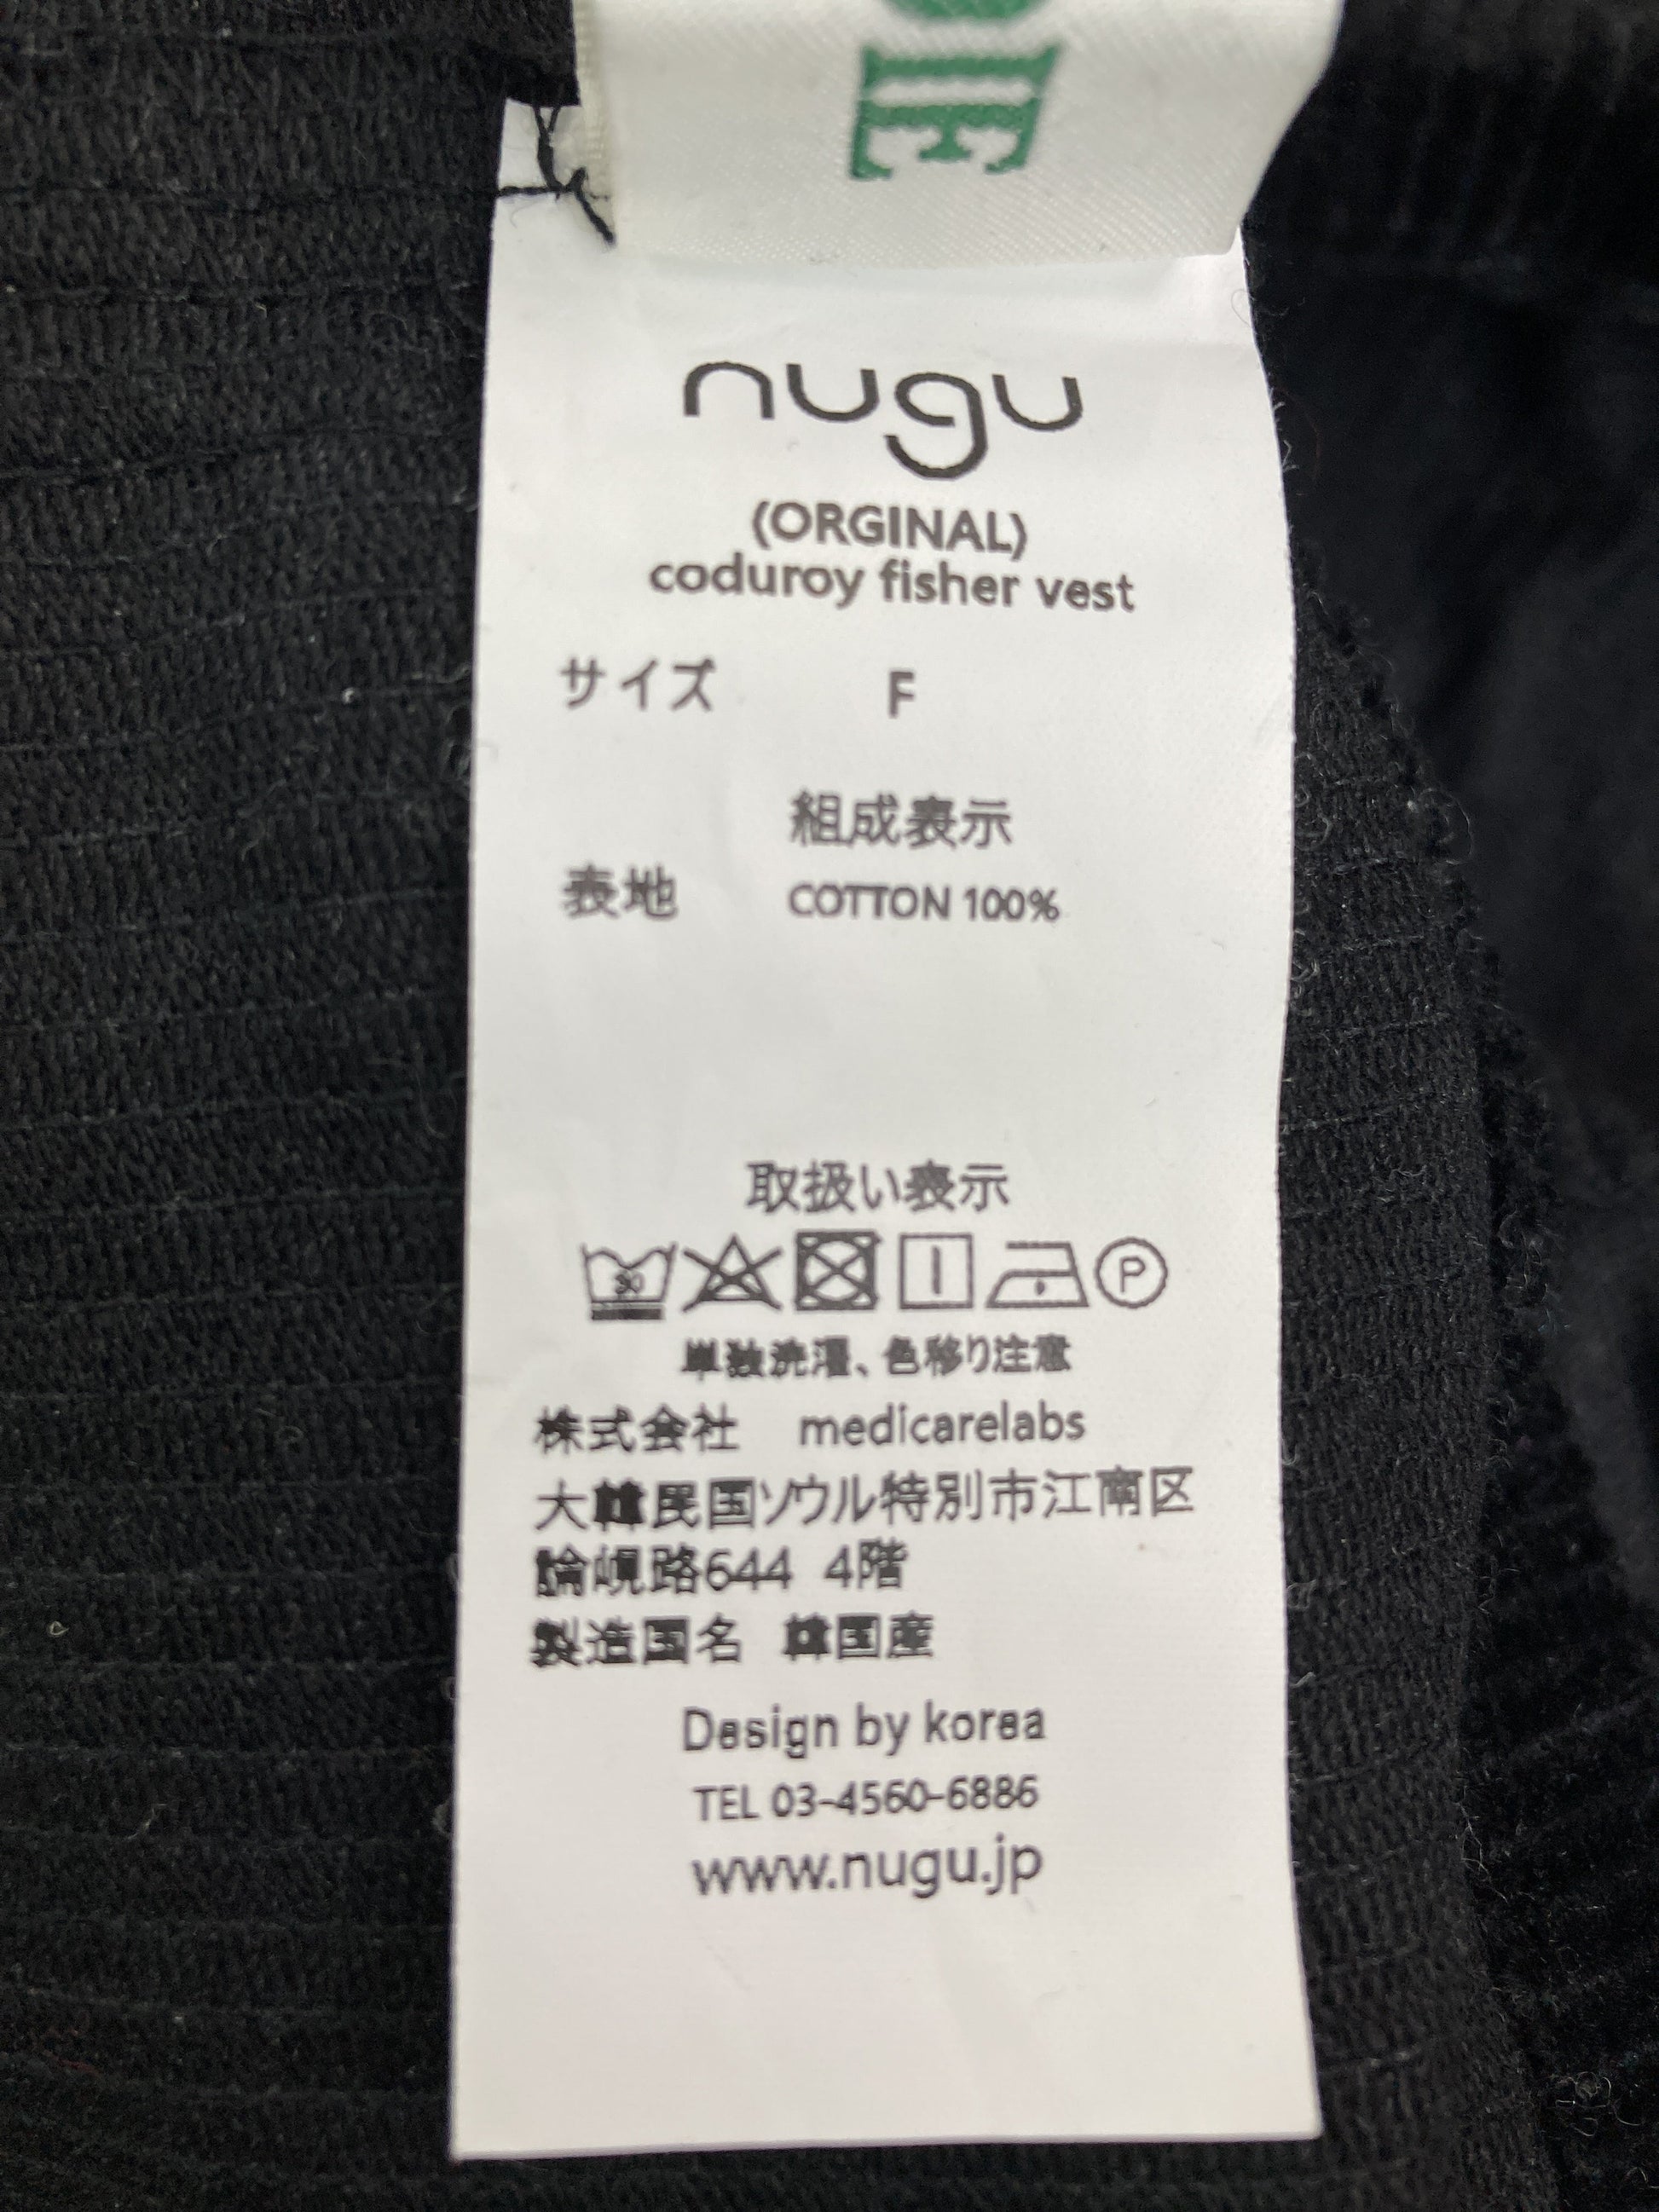 nugu
(ORGINAL)
coduroy fisher vest
サイズ F
組成表示
表地 COTTON 100%
取扱い表示
30 P
単独洗濯、色移り注意
株式会社 medicarelabs
大韓民国ソウル特別市江南区
論峴路644 4階
製造国名 韓国産
Design by korea
TEL 03-4560-6886
www.nugu.jp